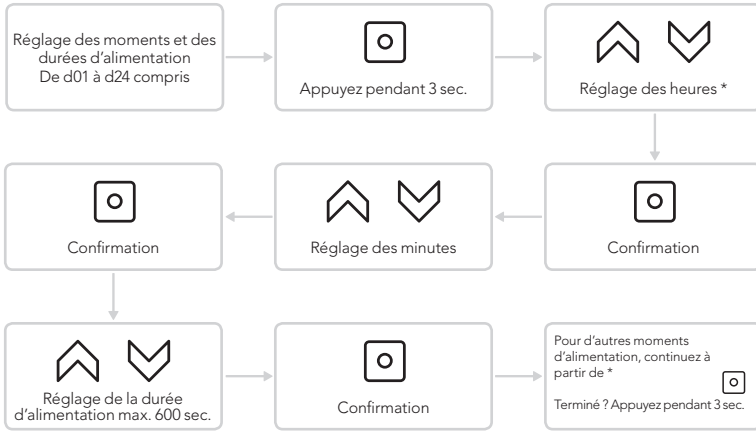 Réglage des moments et des
durées d'alimentation
De d01 à d24 compris
Appuyez pendant 3 sec.
Réglage des heures *
Confirmation
Réglage des minutes
Confirmation
Réglage de la durée
d'alimentation max. 600 sec.
Confirmation
Pour d'autres moments
d'alimentation, continuez à
partir de *
Terminé ? Appuyez pendant 3 sec.